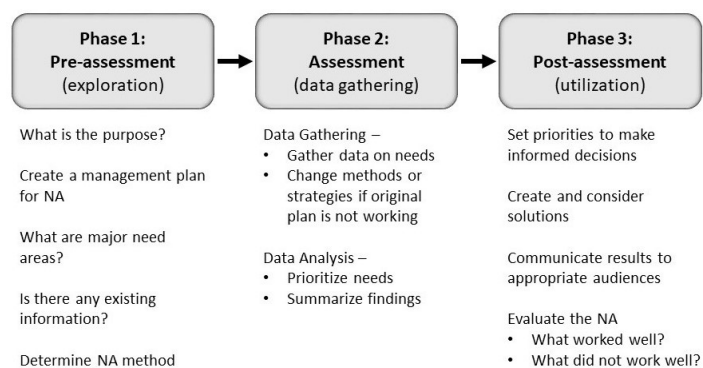 Phase 1:
Pre-assessment
(exploration)
What is the purpose?
Create a management plan
for NA
What are major need
areas?
Is there any existing
information?
Determine NA method
Phase 2:
Assessment
(data gathering)
Data Gathering –
• Gather data on needs
• Change methods or
strategies if original
plan is not working
Data Analysis –
• Prioritize needs
• Summarize findings
Phase 3:
Post-assessment
(utilization)
Set priorities to make
informed decisions
Create and consider
solutions
Communicate results to
appropriate audiences
Evaluate the NA
• What worked well?
• What did not work well?